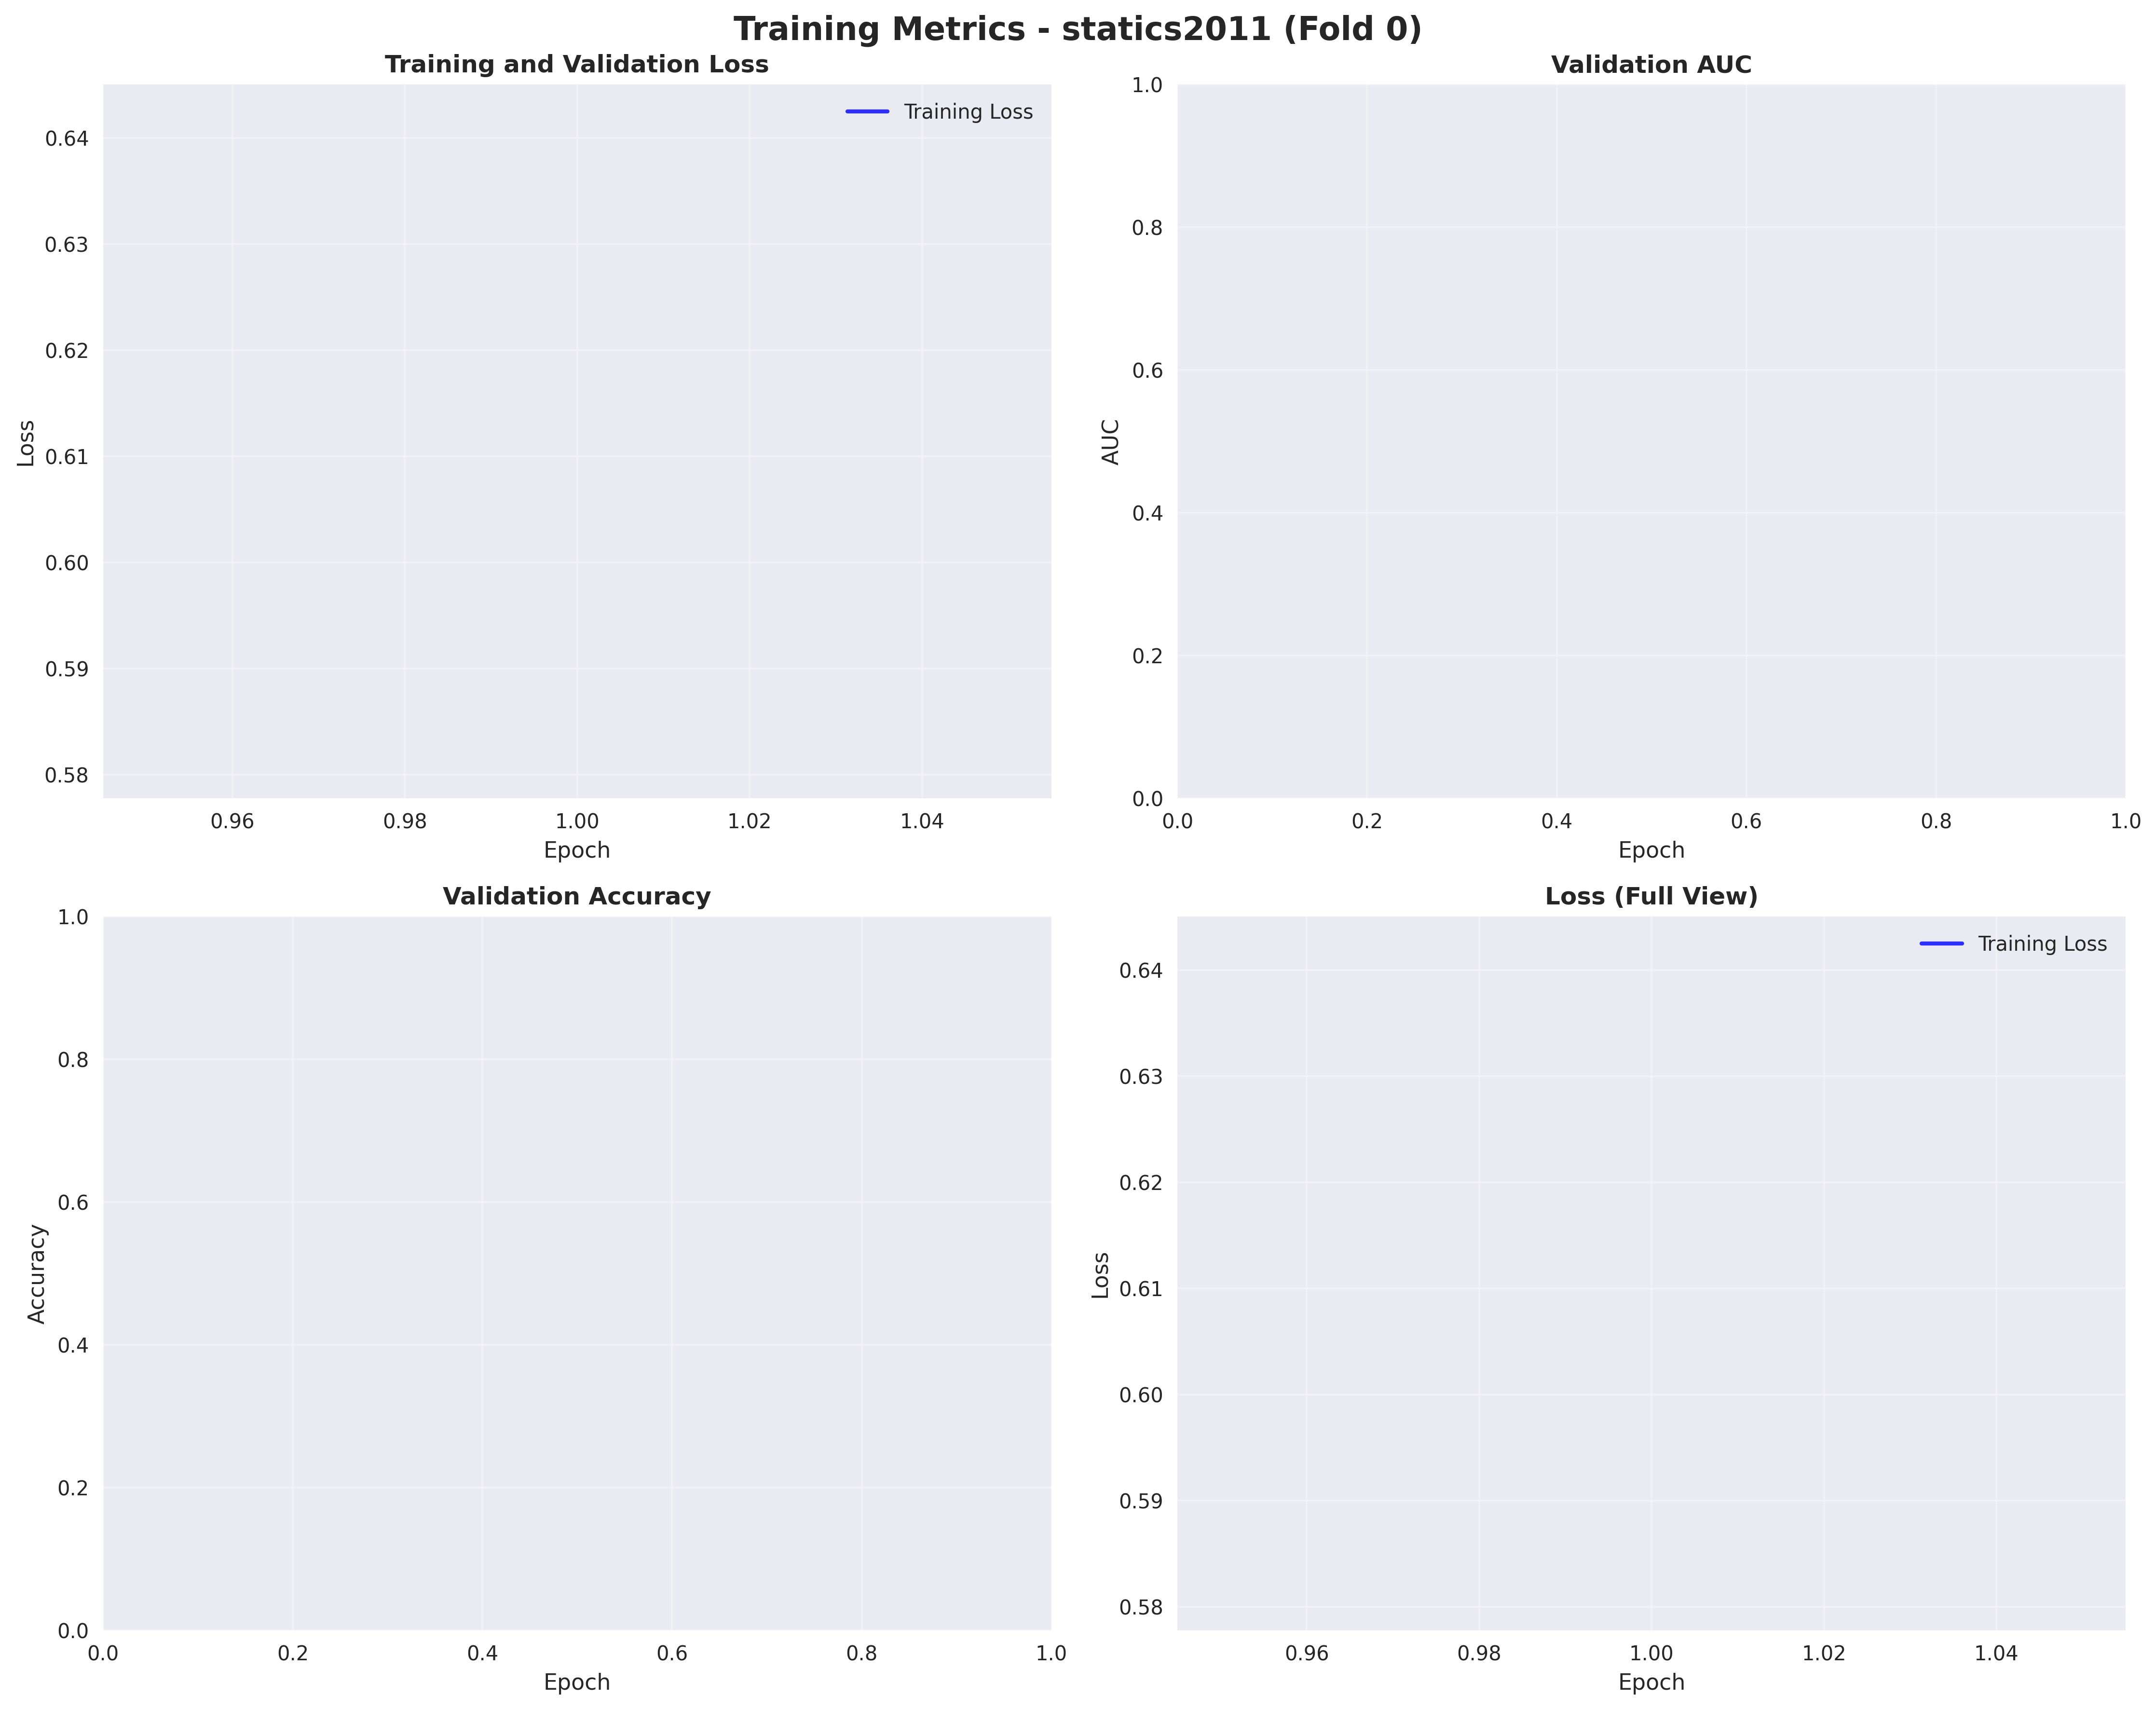 Training Metrics - statics2011 (Fold 0)
Training and Validation Loss
Training Loss
0.64
0.63
0.62
0.61
0.60
0.59
0.58
Loss
0.96 0.98 1.00 1.02 1.04
Epoch
Validation AUC
1.0
0.8
0.6
0.4
0.2
0.0
AUC
0.0 0.2 0.4 0.6 0.8 1.0
Epoch
Validation Accuracy
1.0
0.8
0.6
0.4
0.2
0.0
Accuracy
0.0 0.2 0.4 0.6 0.8 1.0
Epoch
Loss (Full View)
Training Loss
0.64
0.63
0.62
0.61
0.60
0.59
0.58
Loss
0.96 0.98 1.00 1.02 1.04
Epoch